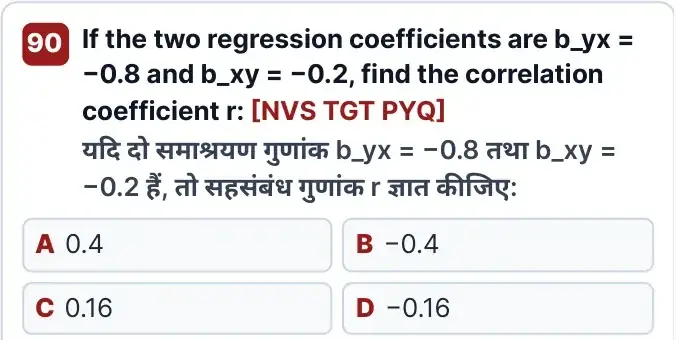 90 If the two regression coefficients are b_yx =
−0.8 and b_xy = −0.2, find the correlation
coefficient r: [NVS TGT PYQ]
यदि दो समाश्रयण गुणांक b_yx = −0.8 तथा b_xy =
−0.2 हैं, तो सहसंबंध गुणांक r ज्ञात कीजिए:
A 0.4
B −0.4
C 0.16
D −0.16